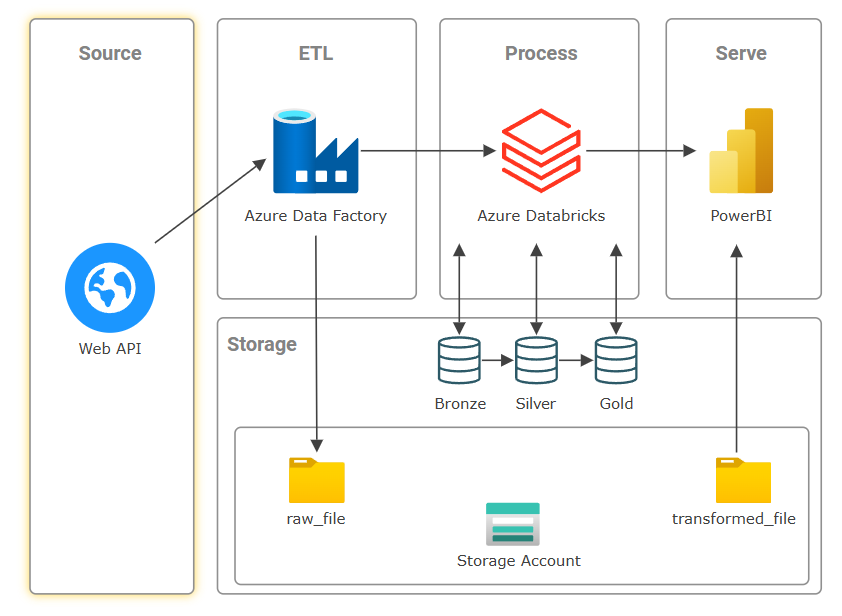 Source
ETL
Process
Serve
Azure Data Factory
Azure Databricks
PowerBI
Web API
Storage
Bronze
Silver
Gold
raw_file
transformed_file
Storage Account